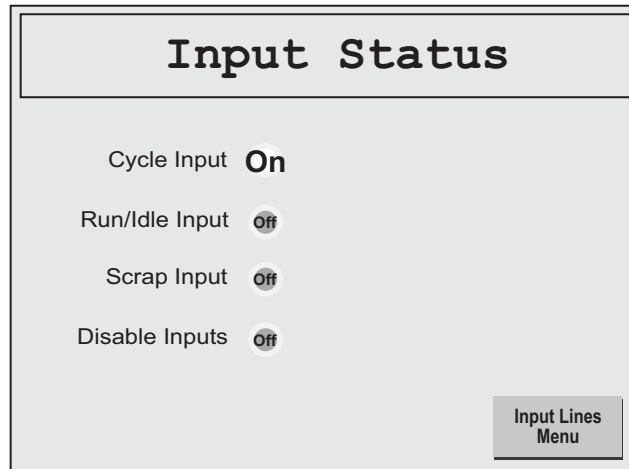 Input Status
Cycle Input On
Run/Idle Input Off
Scrap Input Off
Disable Inputs Off
Input Lines
Menu